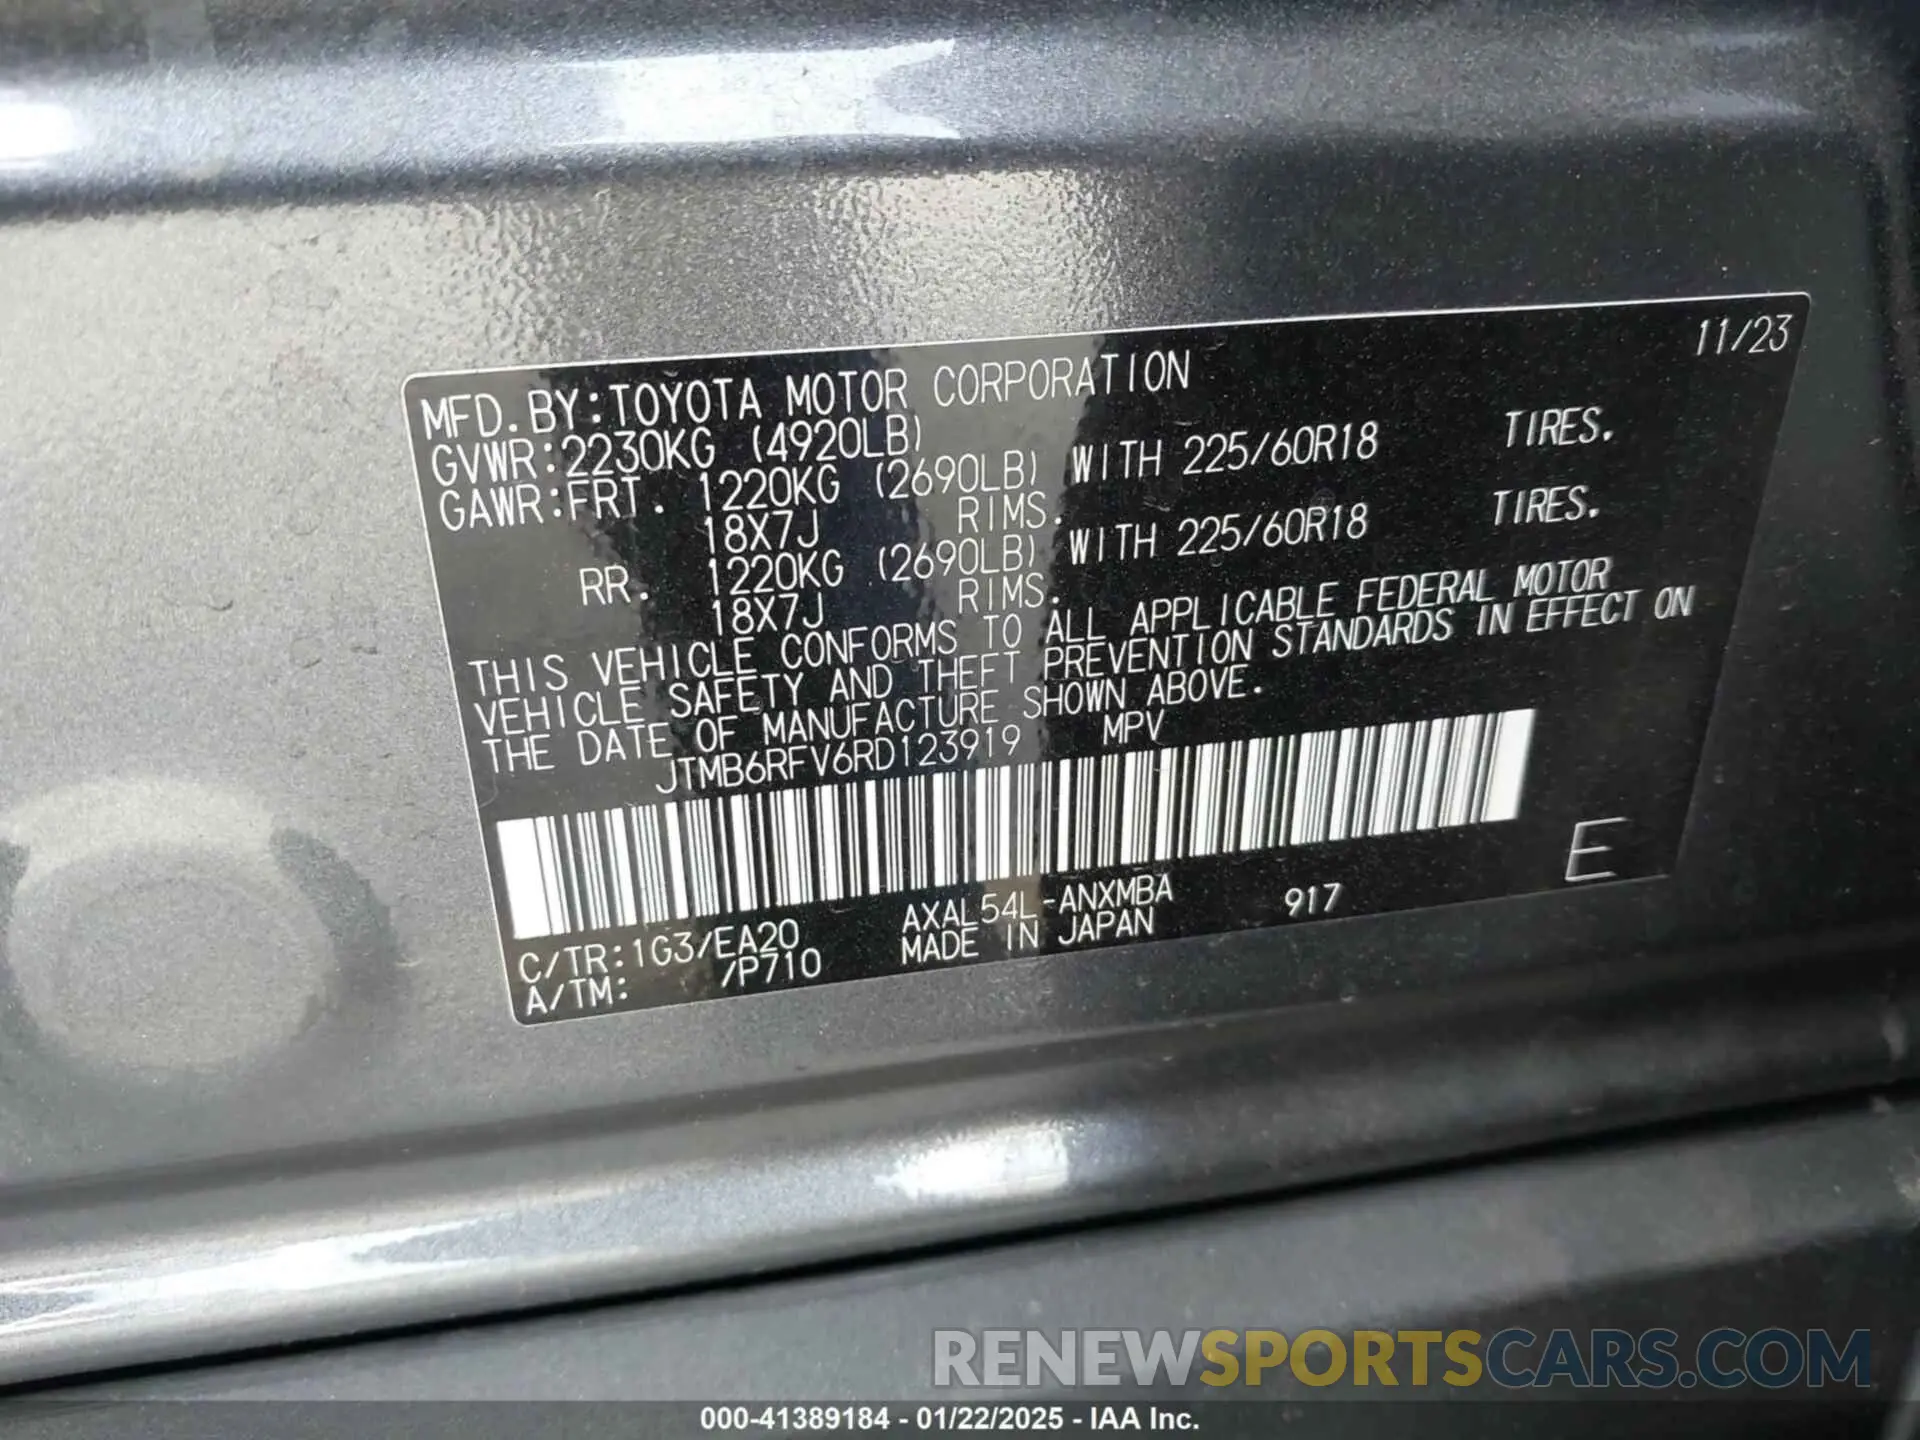 11/23
MFD. BY:TOYOTA MOTOR CORPORATION
GVWR:2230KG (4920LB)
GAWR:FRT. 1220KG (2690LB) WITH 225/60R18 TIRES.
18X7J RIMS.
RR. 1220KG (2690LB) WITH 225/60R18 TIRES.
18X7J RIMS.
THIS VEHICLE CONFORMS TO ALL APPLICABLE FEDERAL MOTOR
VEHICLE SAFETY AND THEFT PREVENTION STANDARDS IN EFFECT ON
THE DATE OF MANUFACTURE SHOWN ABOVE.
JTMB6RFV6RD123919 MPV
E
C/TR:1G3/EA20 AXAL54L-ANXMBA 917
A/TM: /P710 MADE IN JAPAN
RENEWSPORTSCARS.COM
000-41389184 - 01/22/2025 - IAA Inc.